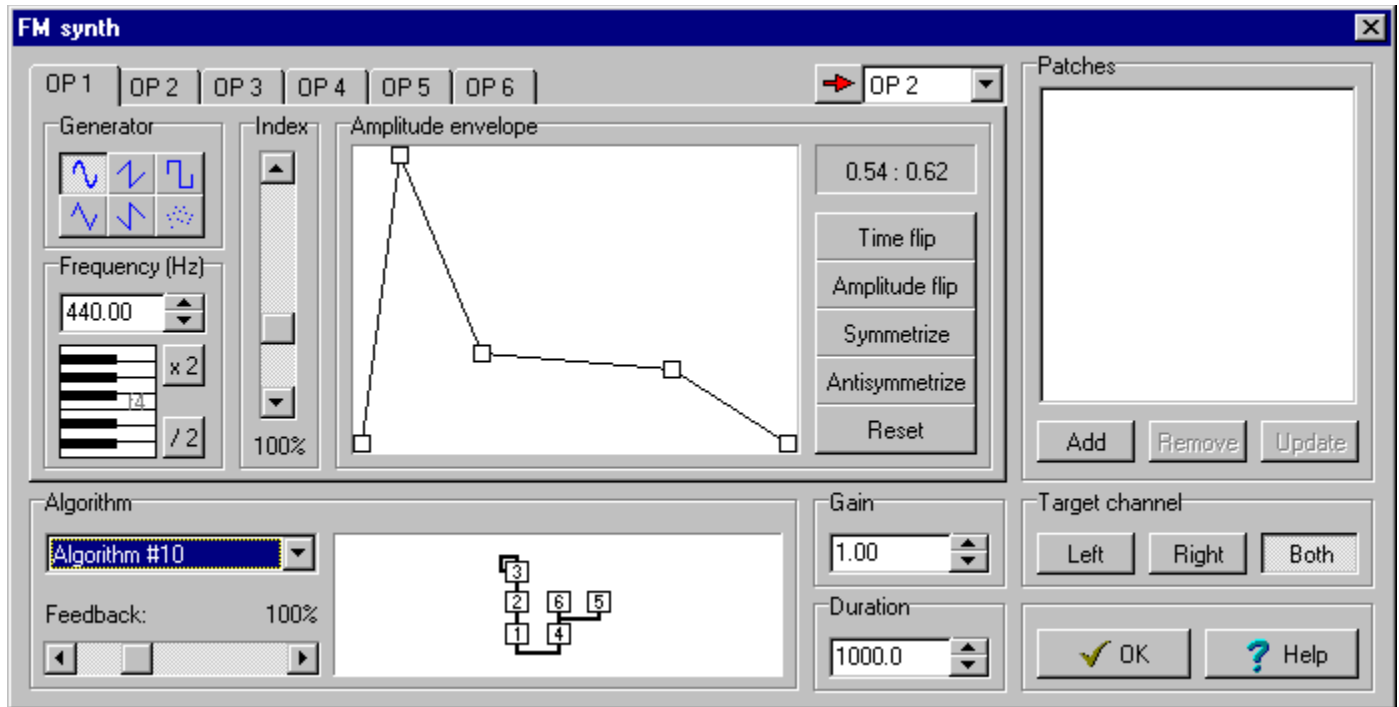 FM synth
OP 1 OP 2 OP 3 OP 4 OP 5 OP 6
OP 2
Patches
Generator
Index
Amplitude envelope
0.54 : 0.62
Time flip
Frequency (Hz)
Amplitude flip
440.00
Symmetrize
x 2
Antisymmetrize
/ 2
100%
Reset
Add Remove Update
Algorithm
Gain
Target channel
Algorithm #10
1.00
Left Right Both
3
2 6 5
1 4
Feedback: 100%
Duration
1000.0
OK Help